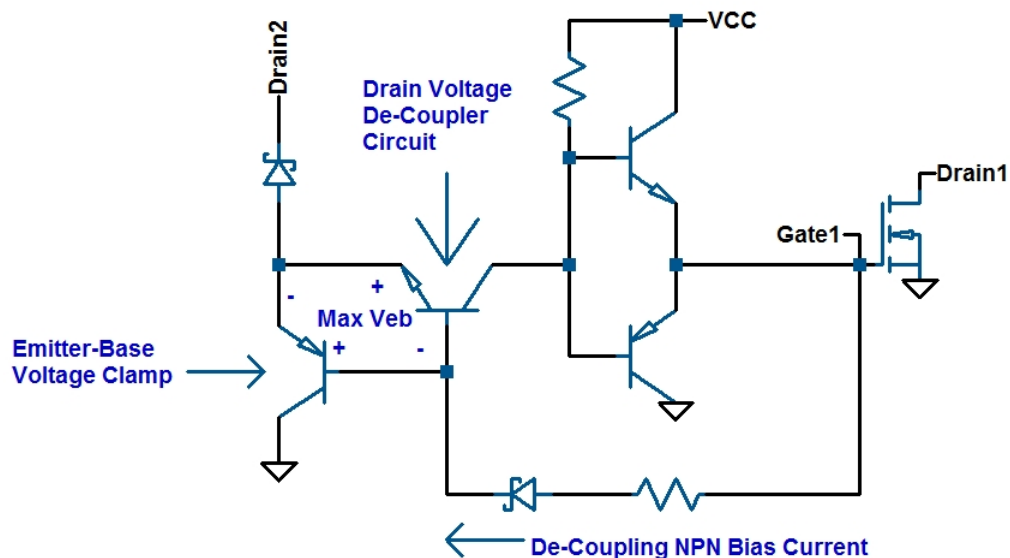 Drain2
VCC
Drain Voltage
De-Coupler
Circuit
Drain1
Gate1
+
-
Max Veb
Emitter-Base
Voltage Clamp
+
-
De-Coupling NPN Bias Current